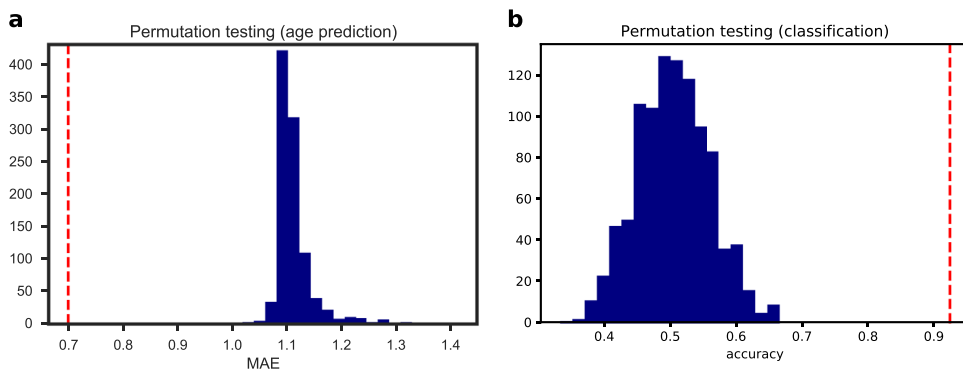 a
Permutation testing (age prediction)
400
350
300
250
200
150
100
50
0
0.7 0.8 0.9 1.0 1.1 1.2 1.3 1.4
MAE
b
Permutation testing (classification)
120
100
80
60
40
20
0
0.4 0.5 0.6 0.7 0.8 0.9
accuracy